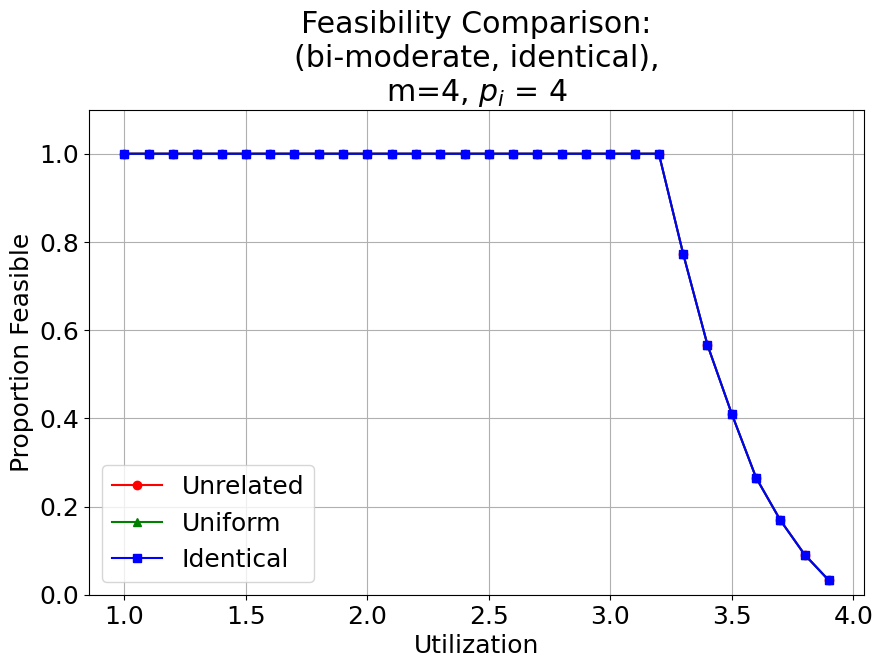 Feasibility Comparison:
(bi-moderate, identical),
m=4, $p_i$ = 4
Proportion Feasible
1.0
0.8
0.6
0.4
0.2
0.0
Unrelated
Uniform
Identical
1.0 1.5 2.0 2.5 3.0 3.5 4.0
Utilization